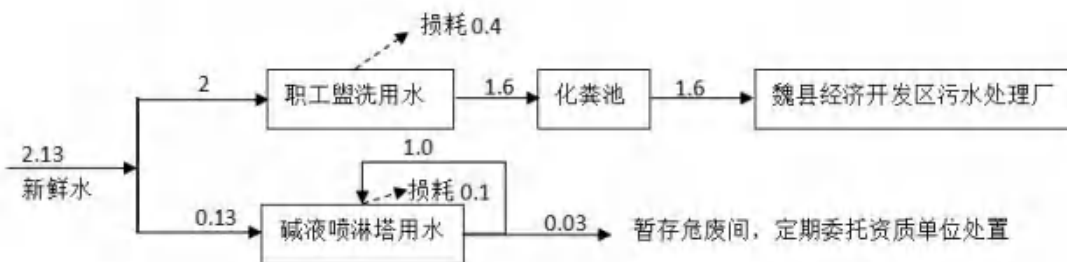 损耗 0.4
2
职工盥洗用水
1.6
化粪池
1.6
魏县经济开发区污水处理厂
2.13
新鲜水
1.0
损耗 0.1
0.13
碱液喷淋塔用水
0.03
暂存危废间，定期委托资质单位处置